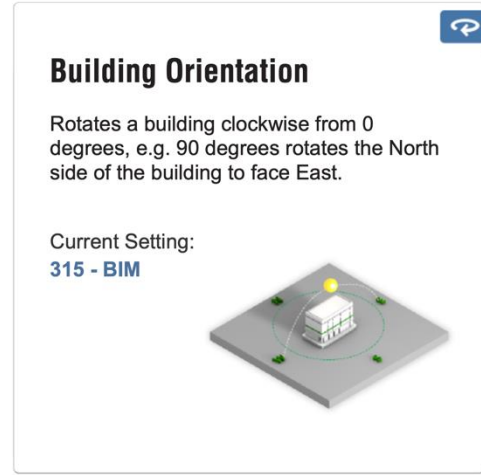 Building Orientation
Rotates a building clockwise from 0
degrees, e.g. 90 degrees rotates the North
side of the building to face East.
Current Setting:
315 - BIM